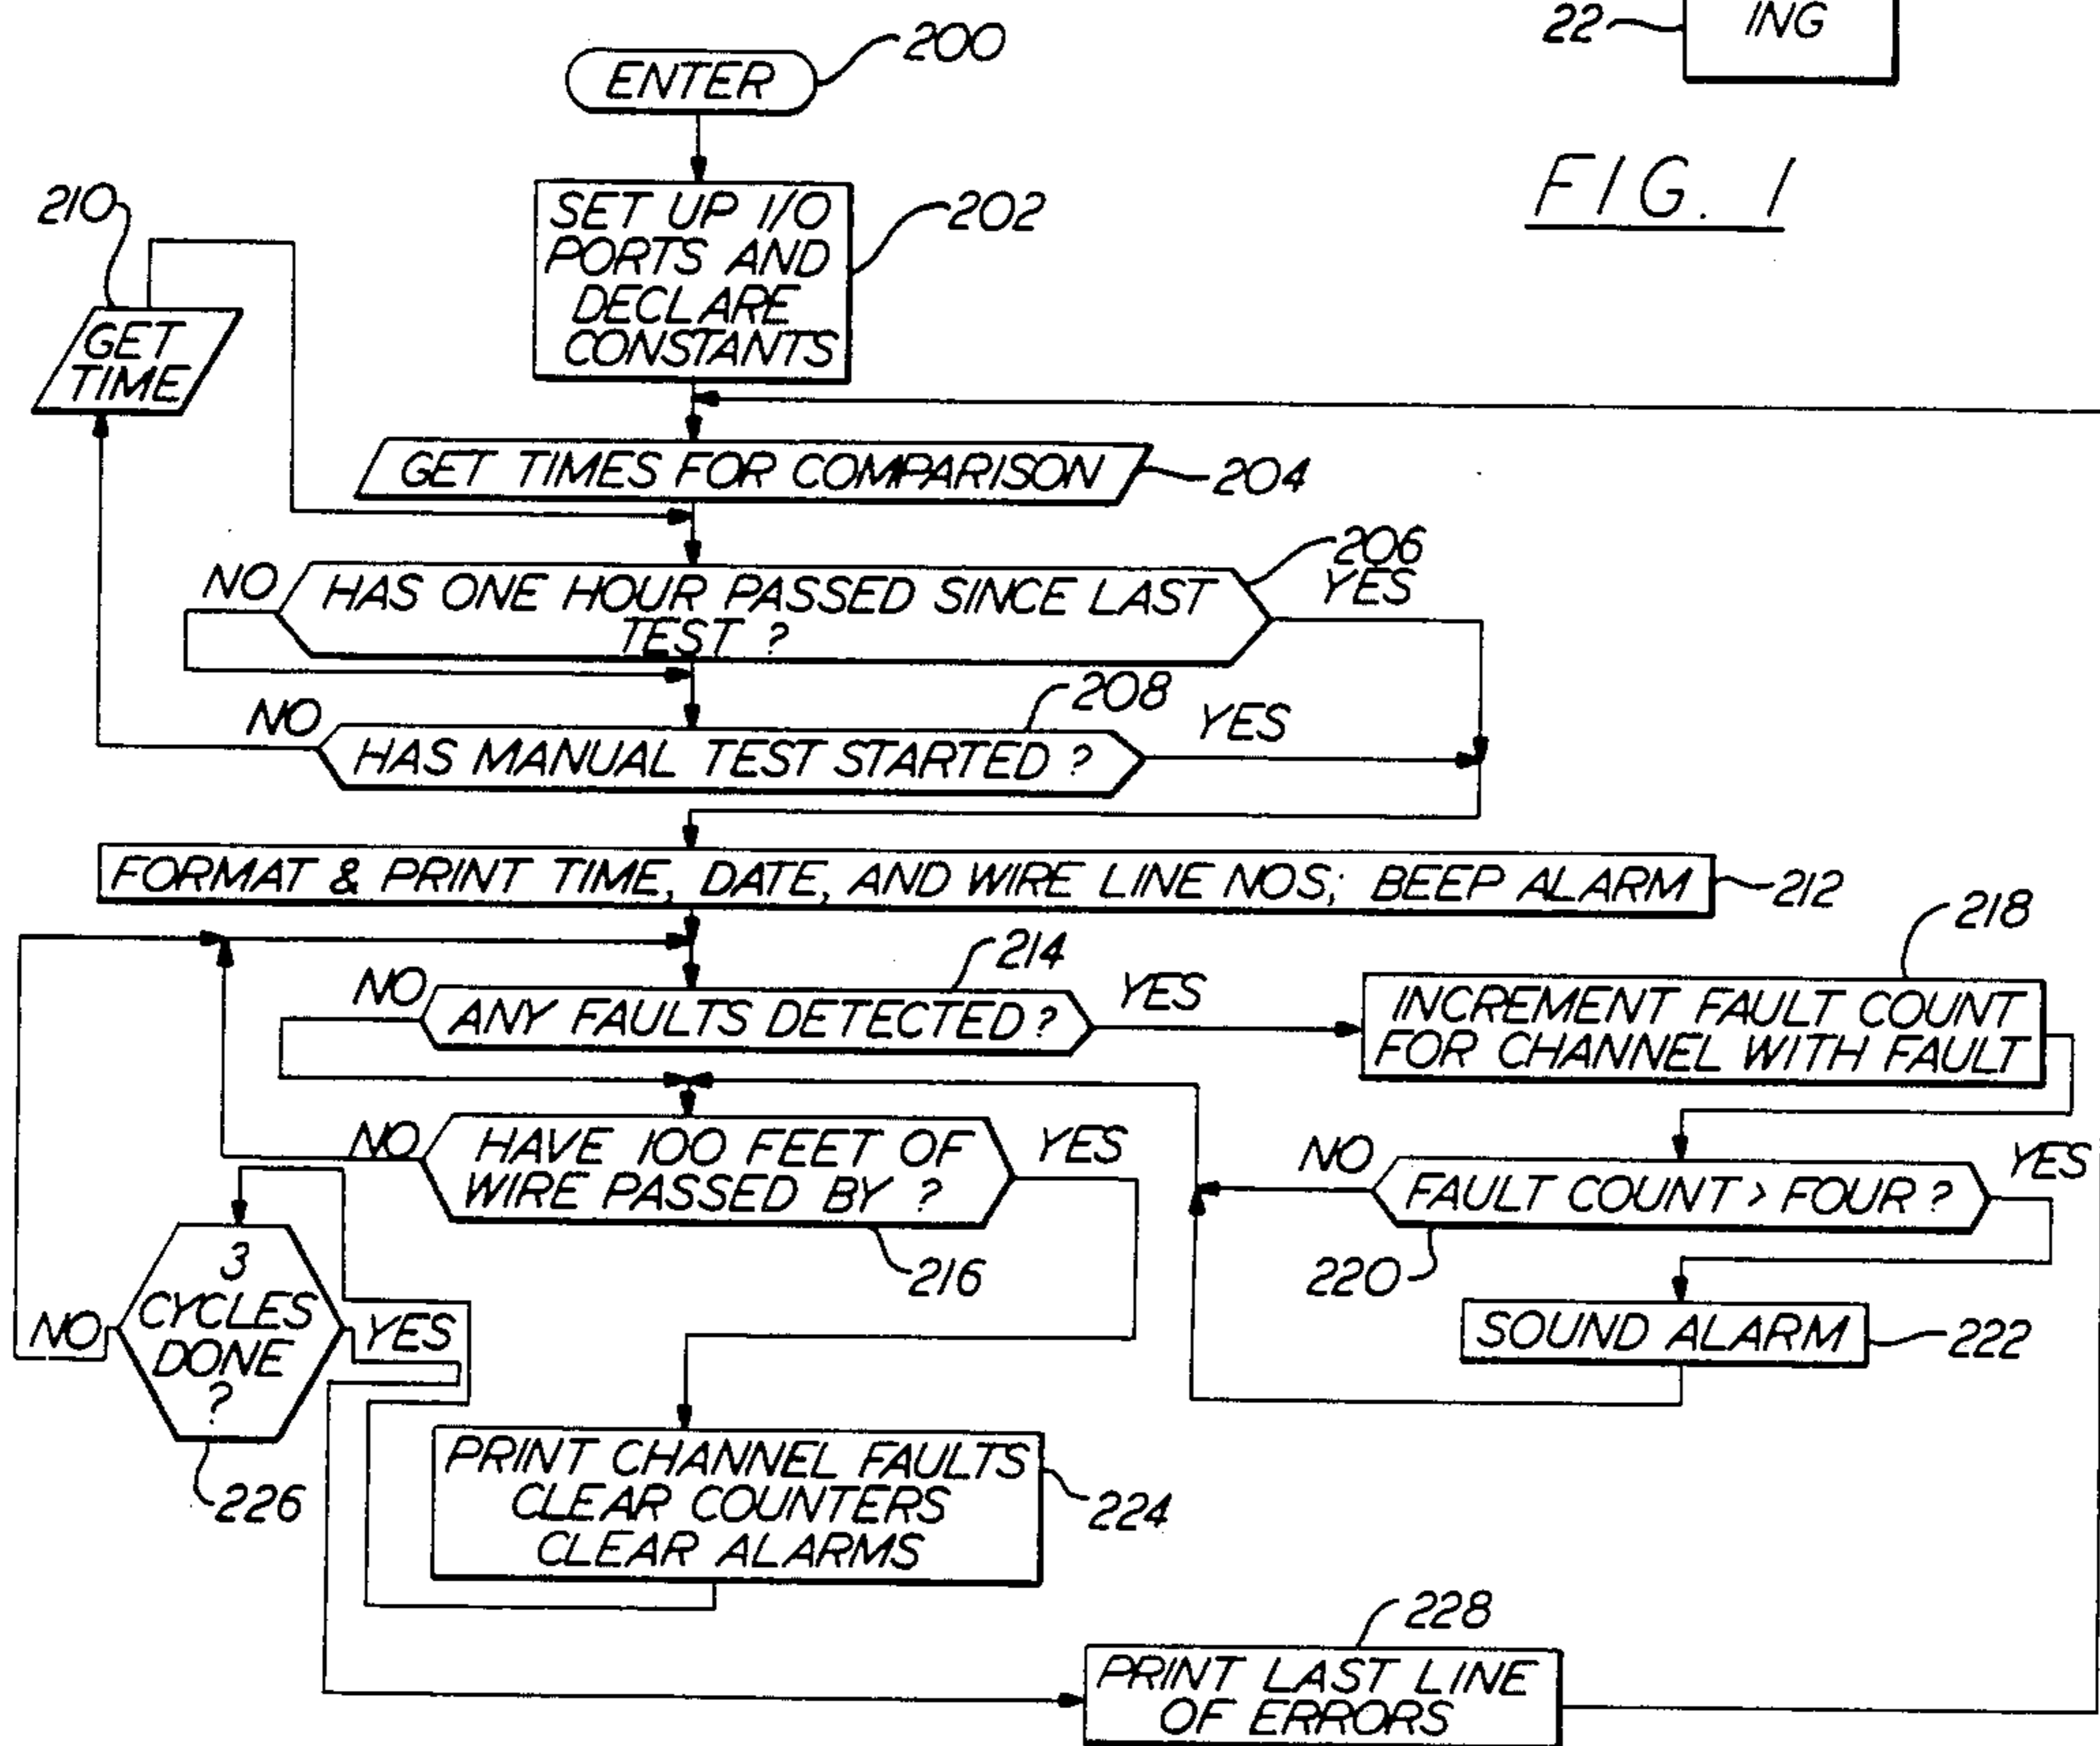 22
ING
FIG. 1
ENTER
200
SET UP I/O
PORTS AND
DECLARE
CONSTANTS
202
210
GET
TIME
GET TIMES FOR COMPARISON
204
206
NO
HAS ONE HOUR PASSED SINCE LAST
TEST ?
YES
208
NO
HAS MANUAL TEST STARTED ?
YES
FORMAT & PRINT TIME, DATE, AND WIRE LINE NOS; BEEP ALARM
212
214
NO
ANY FAULTS DETECTED ?
YES
218
INCREMENT FAULT COUNT
FOR CHANNEL WITH FAULT
NO
HAVE 100 FEET OF
WIRE PASSED BY ?
YES
216
NO
FAULT COUNT > FOUR ?
YES
220
SOUND ALARM
222
3
CYCLES
DONE
?
NO
YES
226
PRINT CHANNEL FAULTS
CLEAR COUNTERS
CLEAR ALARMS
224
228
PRINT LAST LINE
OF ERRORS